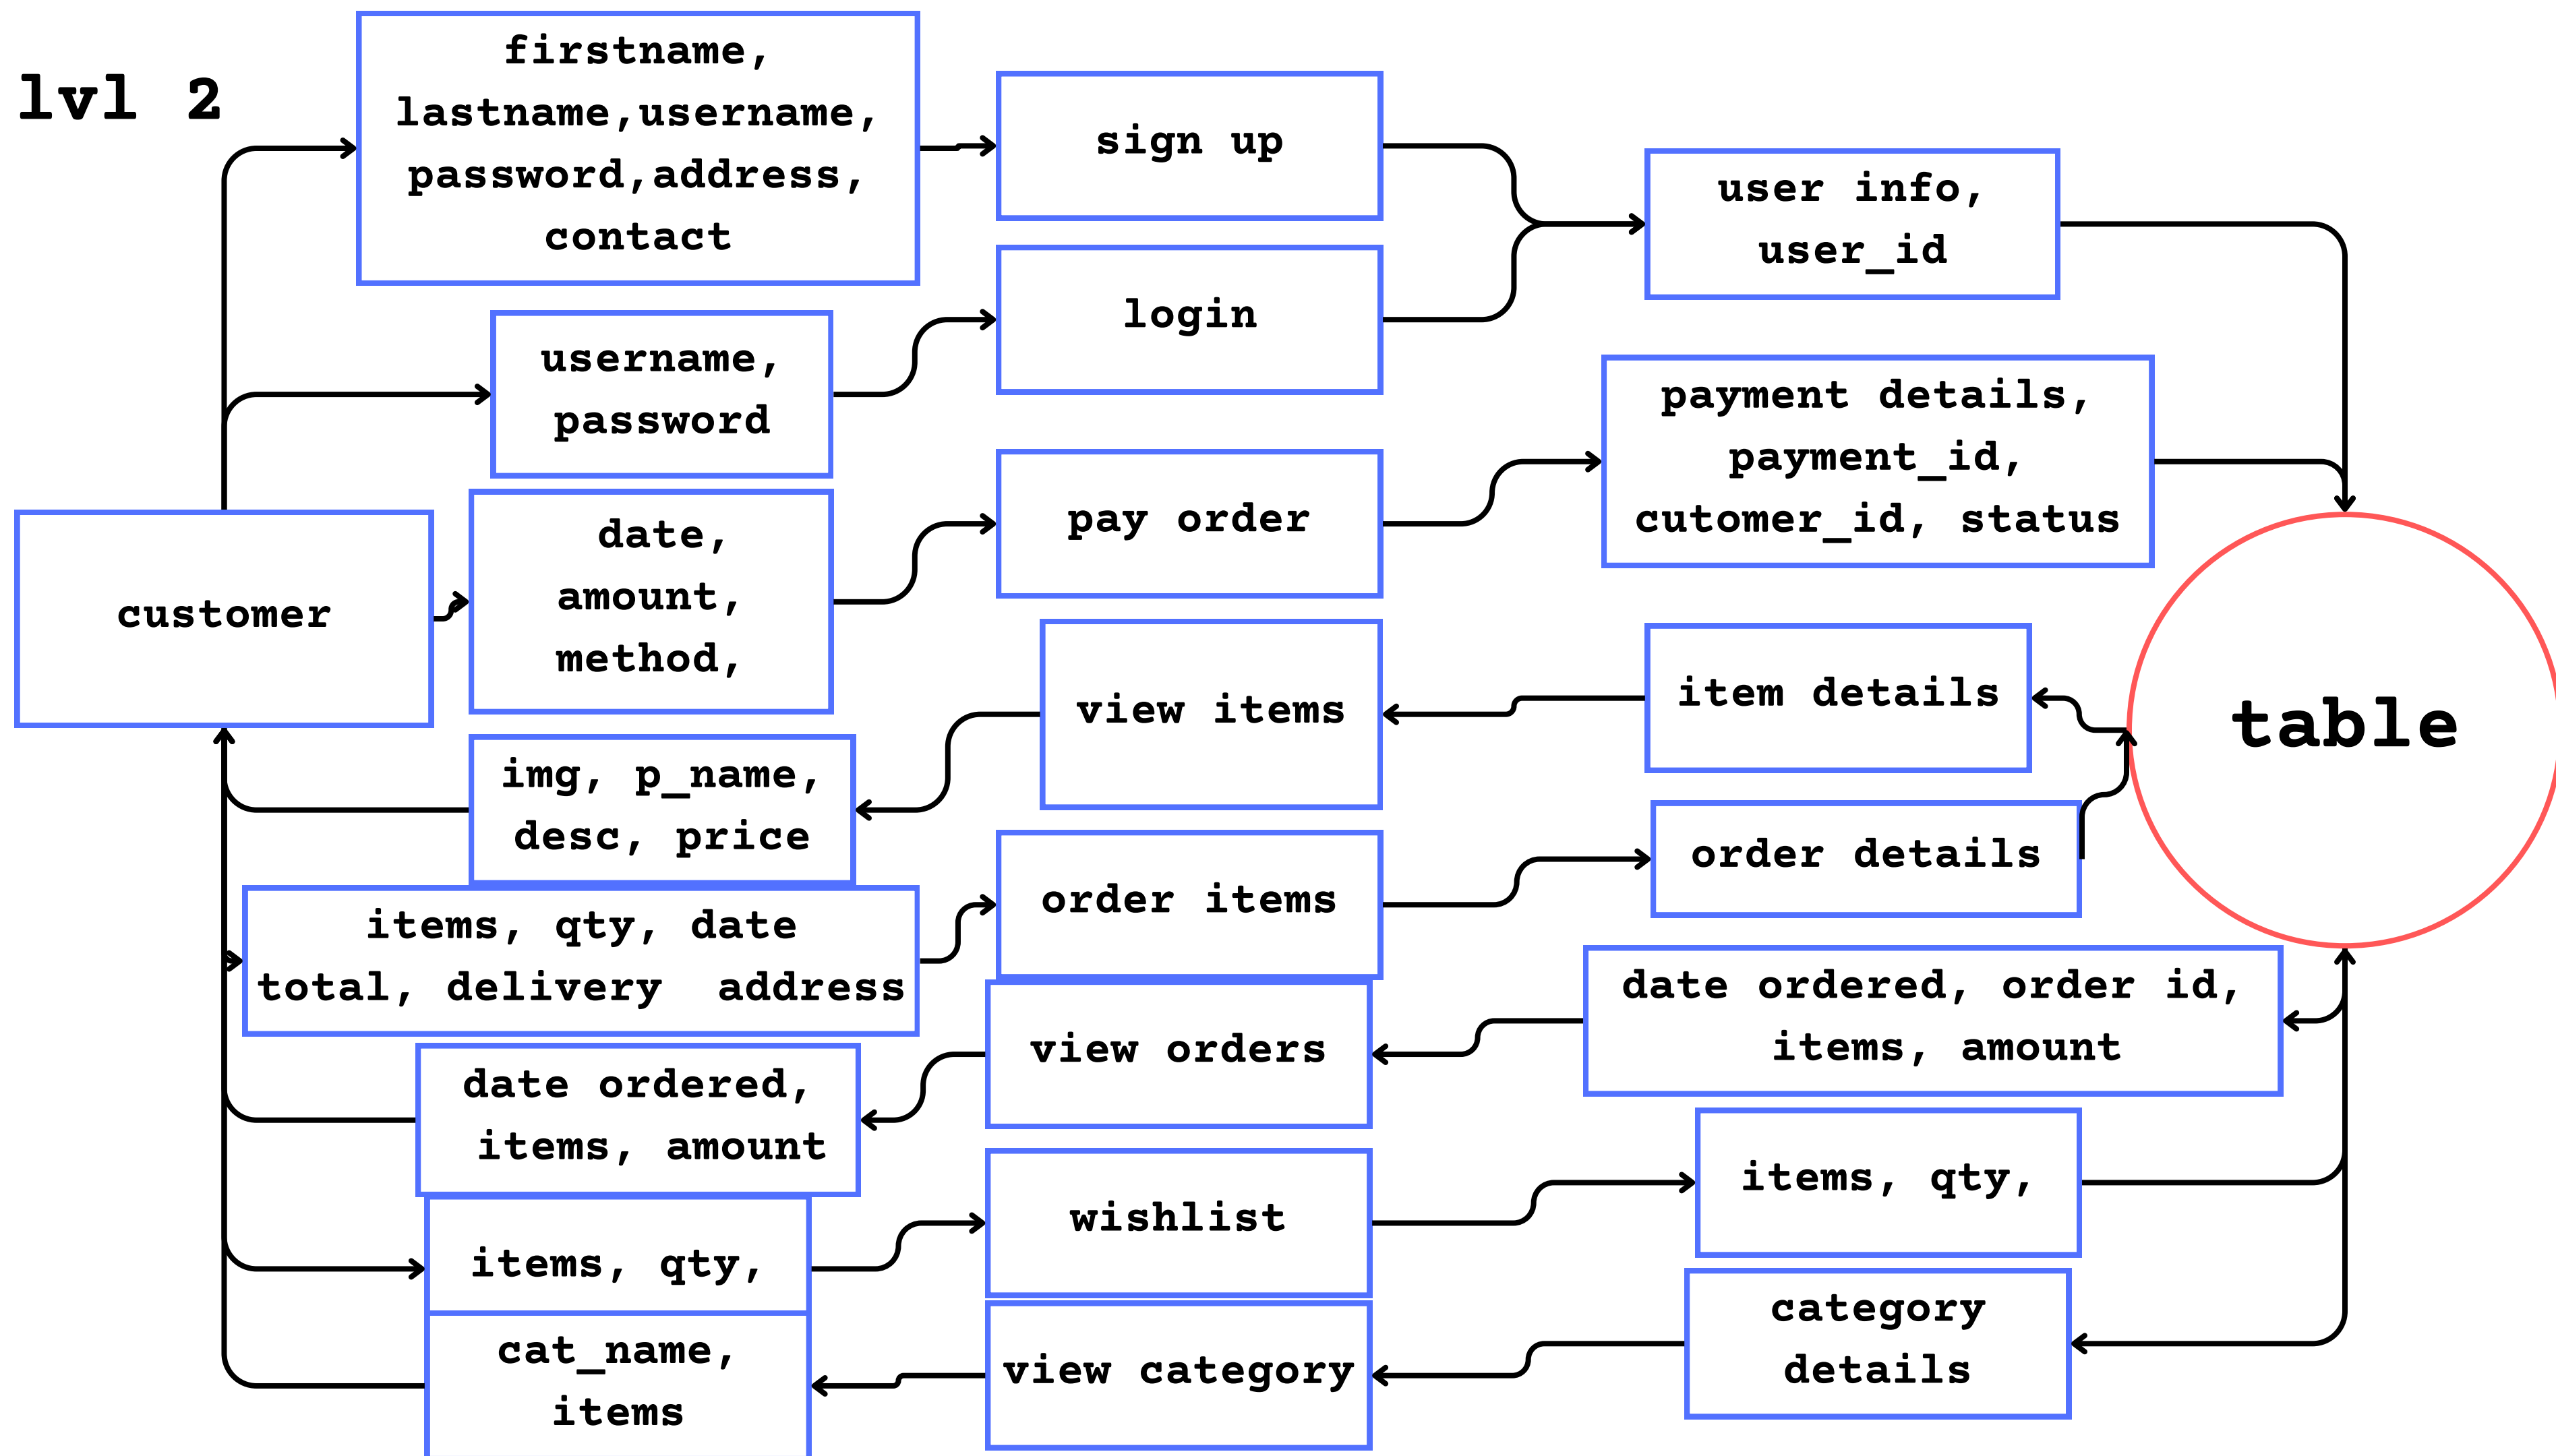 lvl 2
firstname,
lastname,username,
password,address,
contact
sign up
user info,
user_id
login
username,
password
payment details,
payment_id,
cutomer_id, status
pay order
date,
amount,
method,
customer
table
item details
view items
img, p_name,
desc, price
order details
order items
items, qty, date
total, delivery  address
date ordered, order id,
items, amount
view orders
date ordered,
items, amount
items, qty,
wishlist
items, qty,
category
details
view category
cat_name,
items